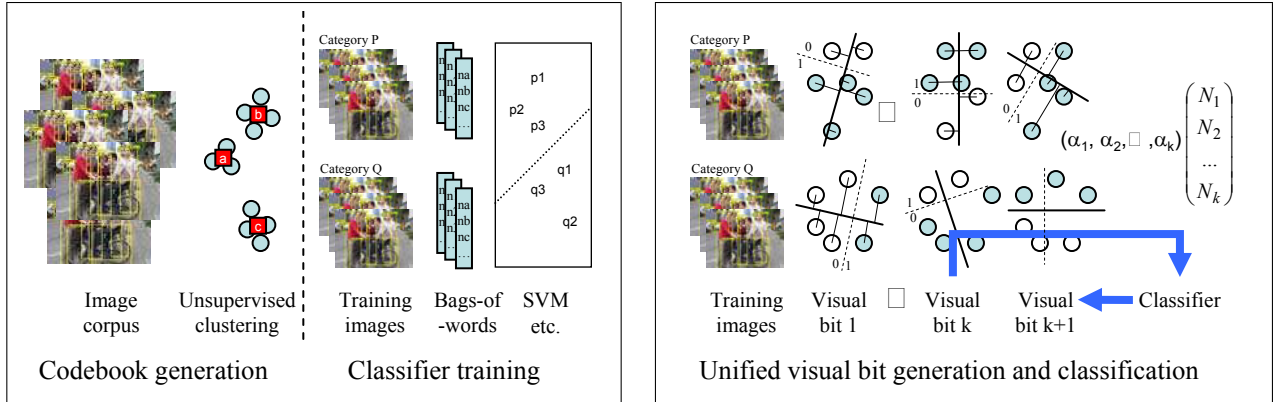 Category P
Category Q
b
a
c
na
nb
nc
...
na
nb
nc
...
p1
p2
p3
q1
q3
q2
Image
corpus
Unsupervised
clustering
Training
images
Bags-of
-words
SVM
etc.
Codebook generation
Classifier training
Category P
Category Q
0
1
1
0
0
1
0
1
1
0
(α1, α2,□ ,αk)
N1
N2
...
Nk
Training
images
Visual
bit 1
Visual
bit k
Visual
bit k+1
Classifier
Unified visual bit generation and classification